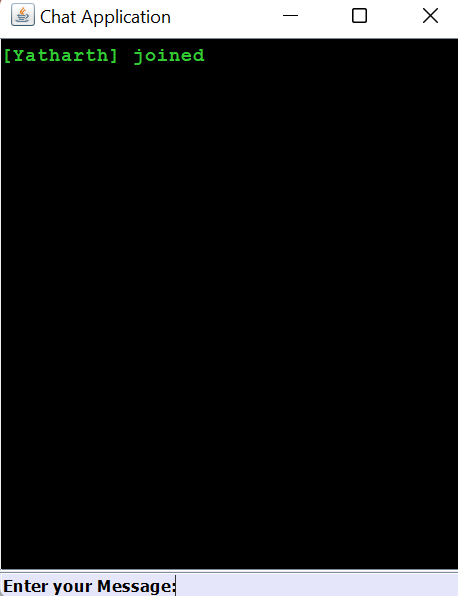 Chat Application
[Yatharth] joined
Enter your Message: